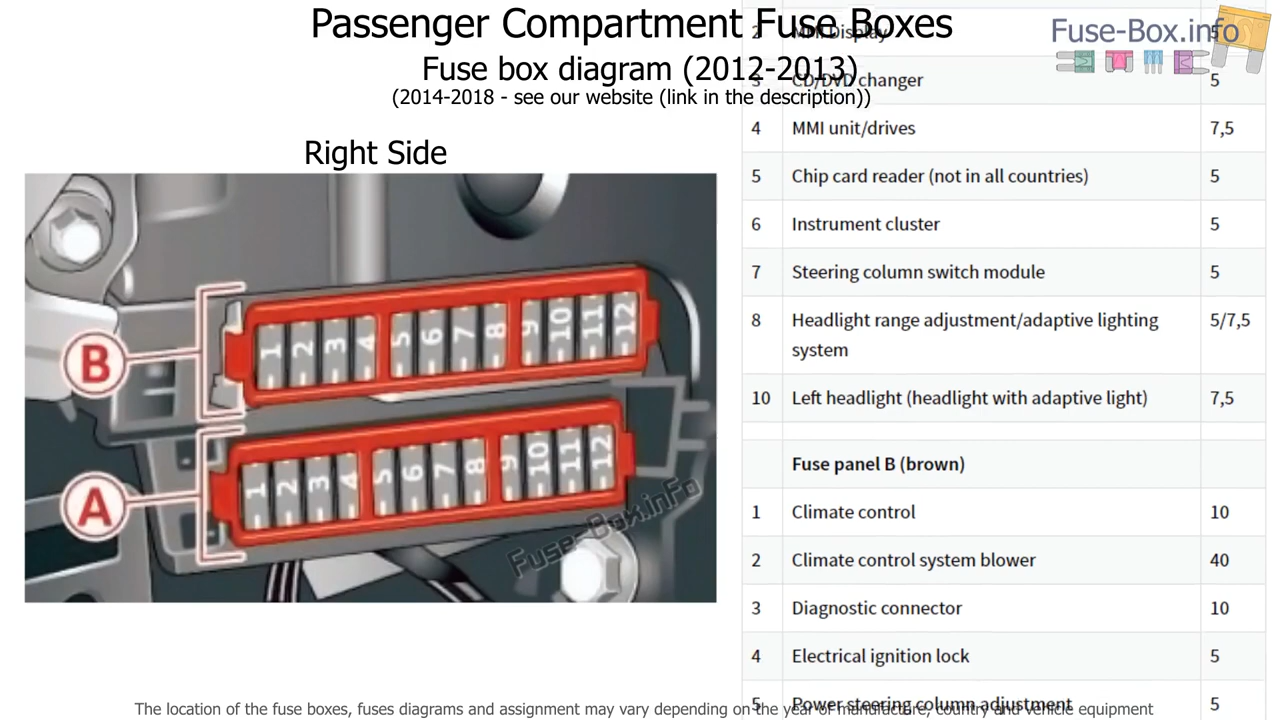 Passenger Compartment Fuse Boxes
Fuse box diagram (2012-2013)
(2014-2018 - see our website (link in the description))
Fuse-Box.info
Right Side
B
1 2 3 4 5 6 7 8 9 10 11 12
A
1 2 3 4 5 6 7 8 9 10 11 12
Fuse-Box.info
2 MMI Display 5
3 CD/DVD changer 5
4 MMI unit/drives 7,5
5 Chip card reader (not in all countries) 5
6 Instrument cluster 5
7 Steering column switch module 5
8 Headlight range adjustment/adaptive lighting 5/7,5
system
10 Left headlight (headlight with adaptive light) 7,5
Fuse panel B (brown)
1 Climate control 10
2 Climate control system blower 40
3 Diagnostic connector 10
4 Electrical ignition lock 5
5 Power steering column adjustment 5
The location of the fuse boxes, fuses diagrams and assignment may vary depending on the year of manufacture, country and vehicle equipment